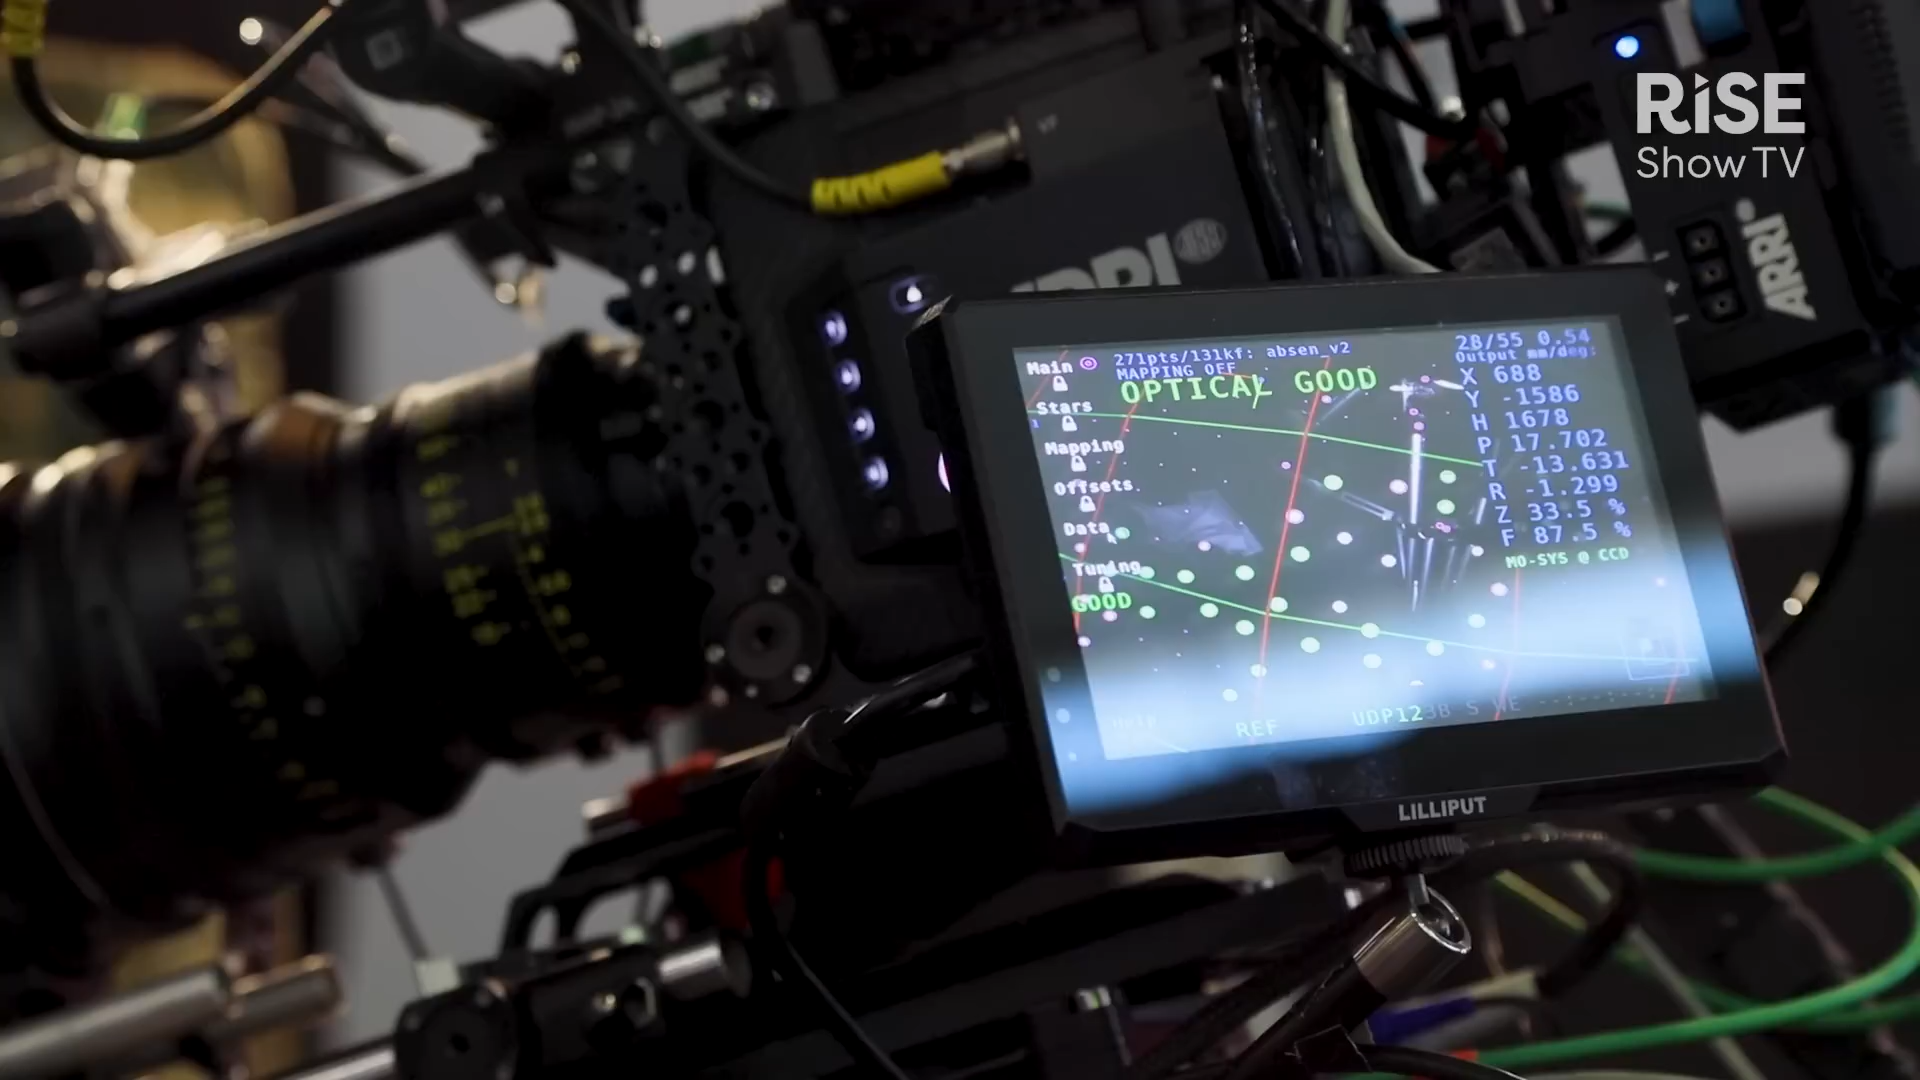 RiSE
Show TV
VF
ARRI
ARRI
Main
Stars
Mapping
Offsets
Data
Tuning
GOOD
271pts/131kf: absen_v2
MAPPING OFF
OPTICAL GOOD
28/55 0.54
Output mm/deg:
X 688
Y -1586
H 1678
P 17.702
T -13.631
R -1.299
Z 33.5 %
F 87.5 %
MO-SYS @ CCD
Help
REF
UDP12
LILLIPUT